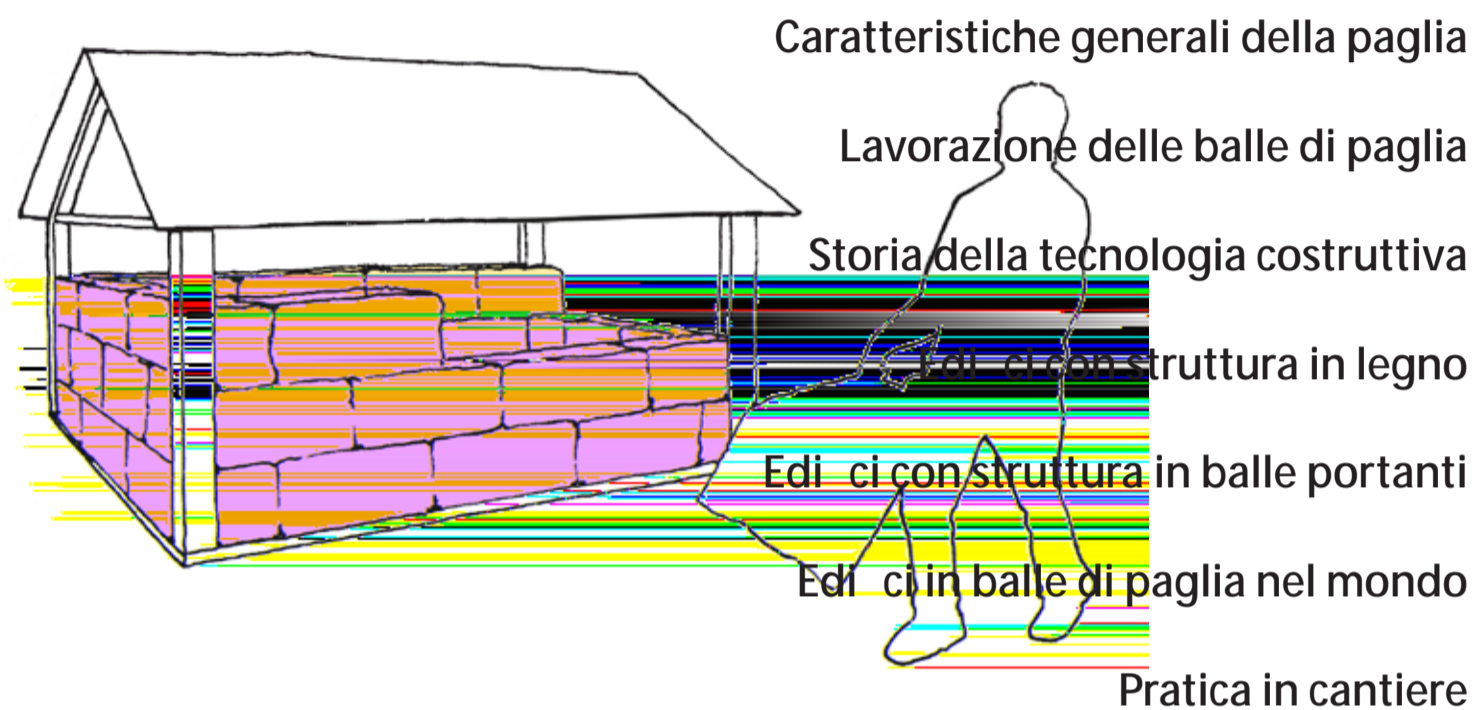 Caratteristiche generali della paglia
Lavorazione delle balle di paglia
Storia della tecnologia costruttiva
Edi ci con struttura in legno
Edi ci con struttura in balle portanti
Edi ci in balle di paglia nel mondo
Pratica in cantiere